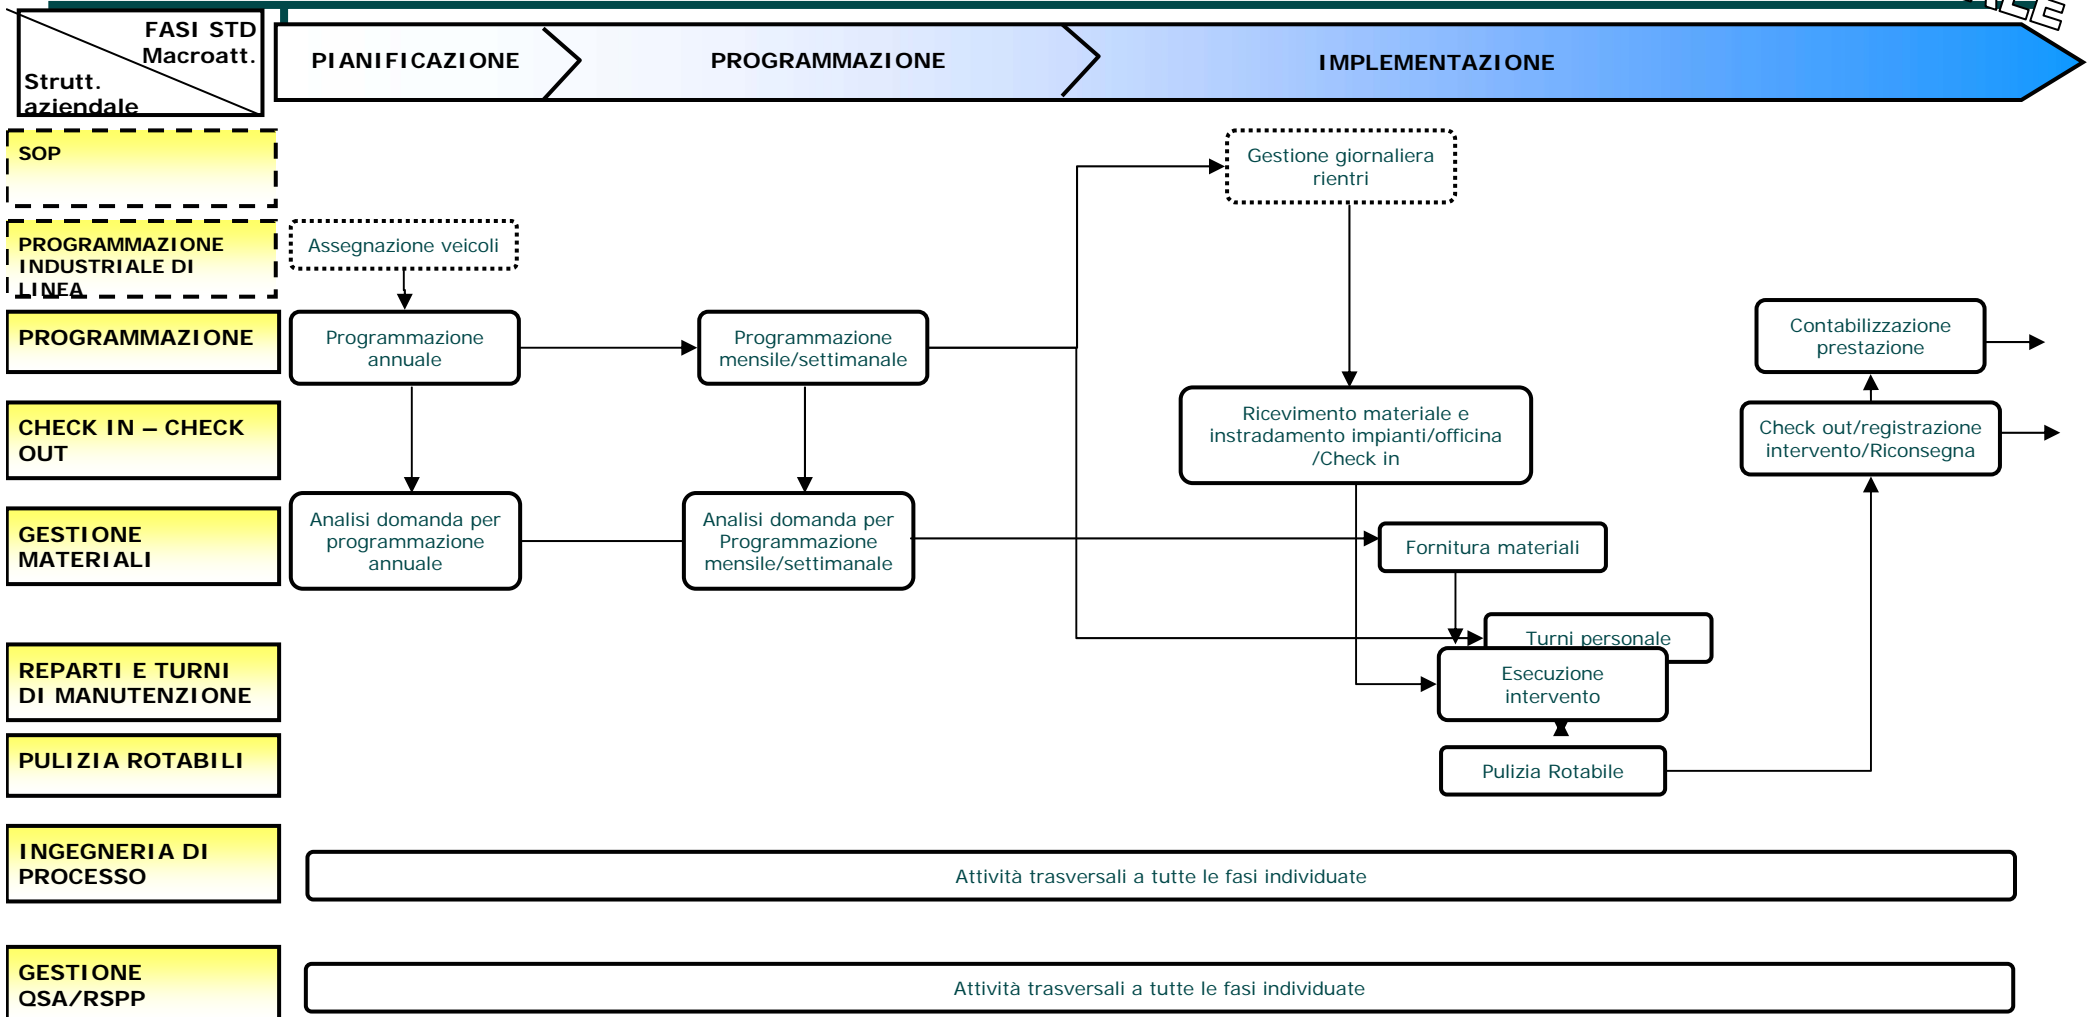 FASI STD
Macroatt.
Strutt.
aziendale
PIANIFICAZIONE
PROGRAMMAZIONE
IMPLEMENTAZIONE
SOP
Gestione giornaliera
rientri
PROGRAMMAZIONE
INDUSTRIALE DI
LINEA
Assegnazione veicoli
PROGRAMMAZIONE
Programmazione
annuale
Programmazione
mensile/settimanale
Contabilizzazione
prestazione
CHECK IN – CHECK
OUT
Ricevimento materiale e
instradamento impianti/officina
/Check in
Check out/registrazione
intervento/Riconsegna
GESTIONE
MATERIALI
Analisi domanda per
programmazione
annuale
Analisi domanda per
Programmazione
mensile/settimanale
Fornitura materiali
REPARTI E TURNI
DI MANUTENZIONE
Turni personale
Esecuzione
intervento
PULIZIA ROTABILI
Pulizia Rotabile
INGEGNERIA DI
PROCESSO
Attività trasversali a tutte le fasi individuate
GESTIONE
QSA/RSPP
Attività trasversali a tutte le fasi individuate